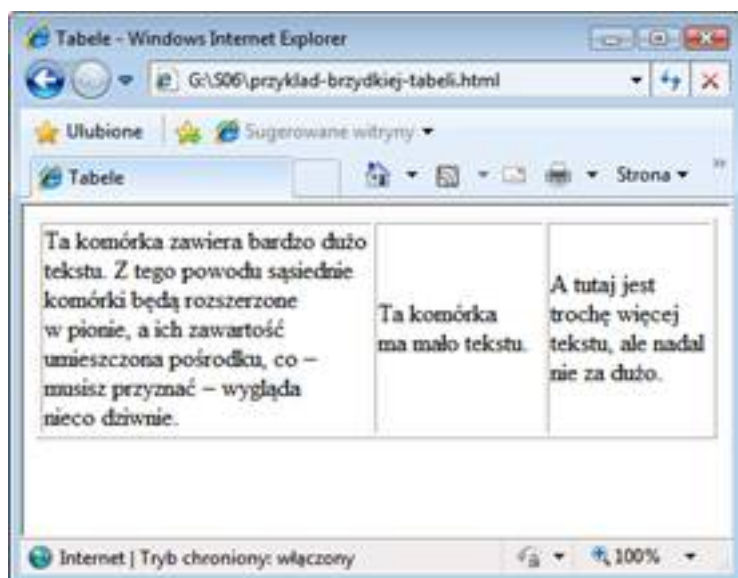 Tabele - Windows Internet Explorer
G:\S06\przyklad-brzydkiej-tabeli.html
Ulubione
Sugerowane witryny
Tabele
Strona
Ta komórka zawiera bardzo dużo
tekstu. Z tego powodu sąsiednie
komórki będą rozszerzone
w pionie, a ich zawartość
umieszczona pośrodku, co –
musisz przyznać – wygląda
nieco dziwnie.
Ta komórka
ma mało tekstu.
A tutaj jest
trochę więcej
tekstu, ale nadal
nie za dużo.
Internet | Tryb chroniony: włączony
100%